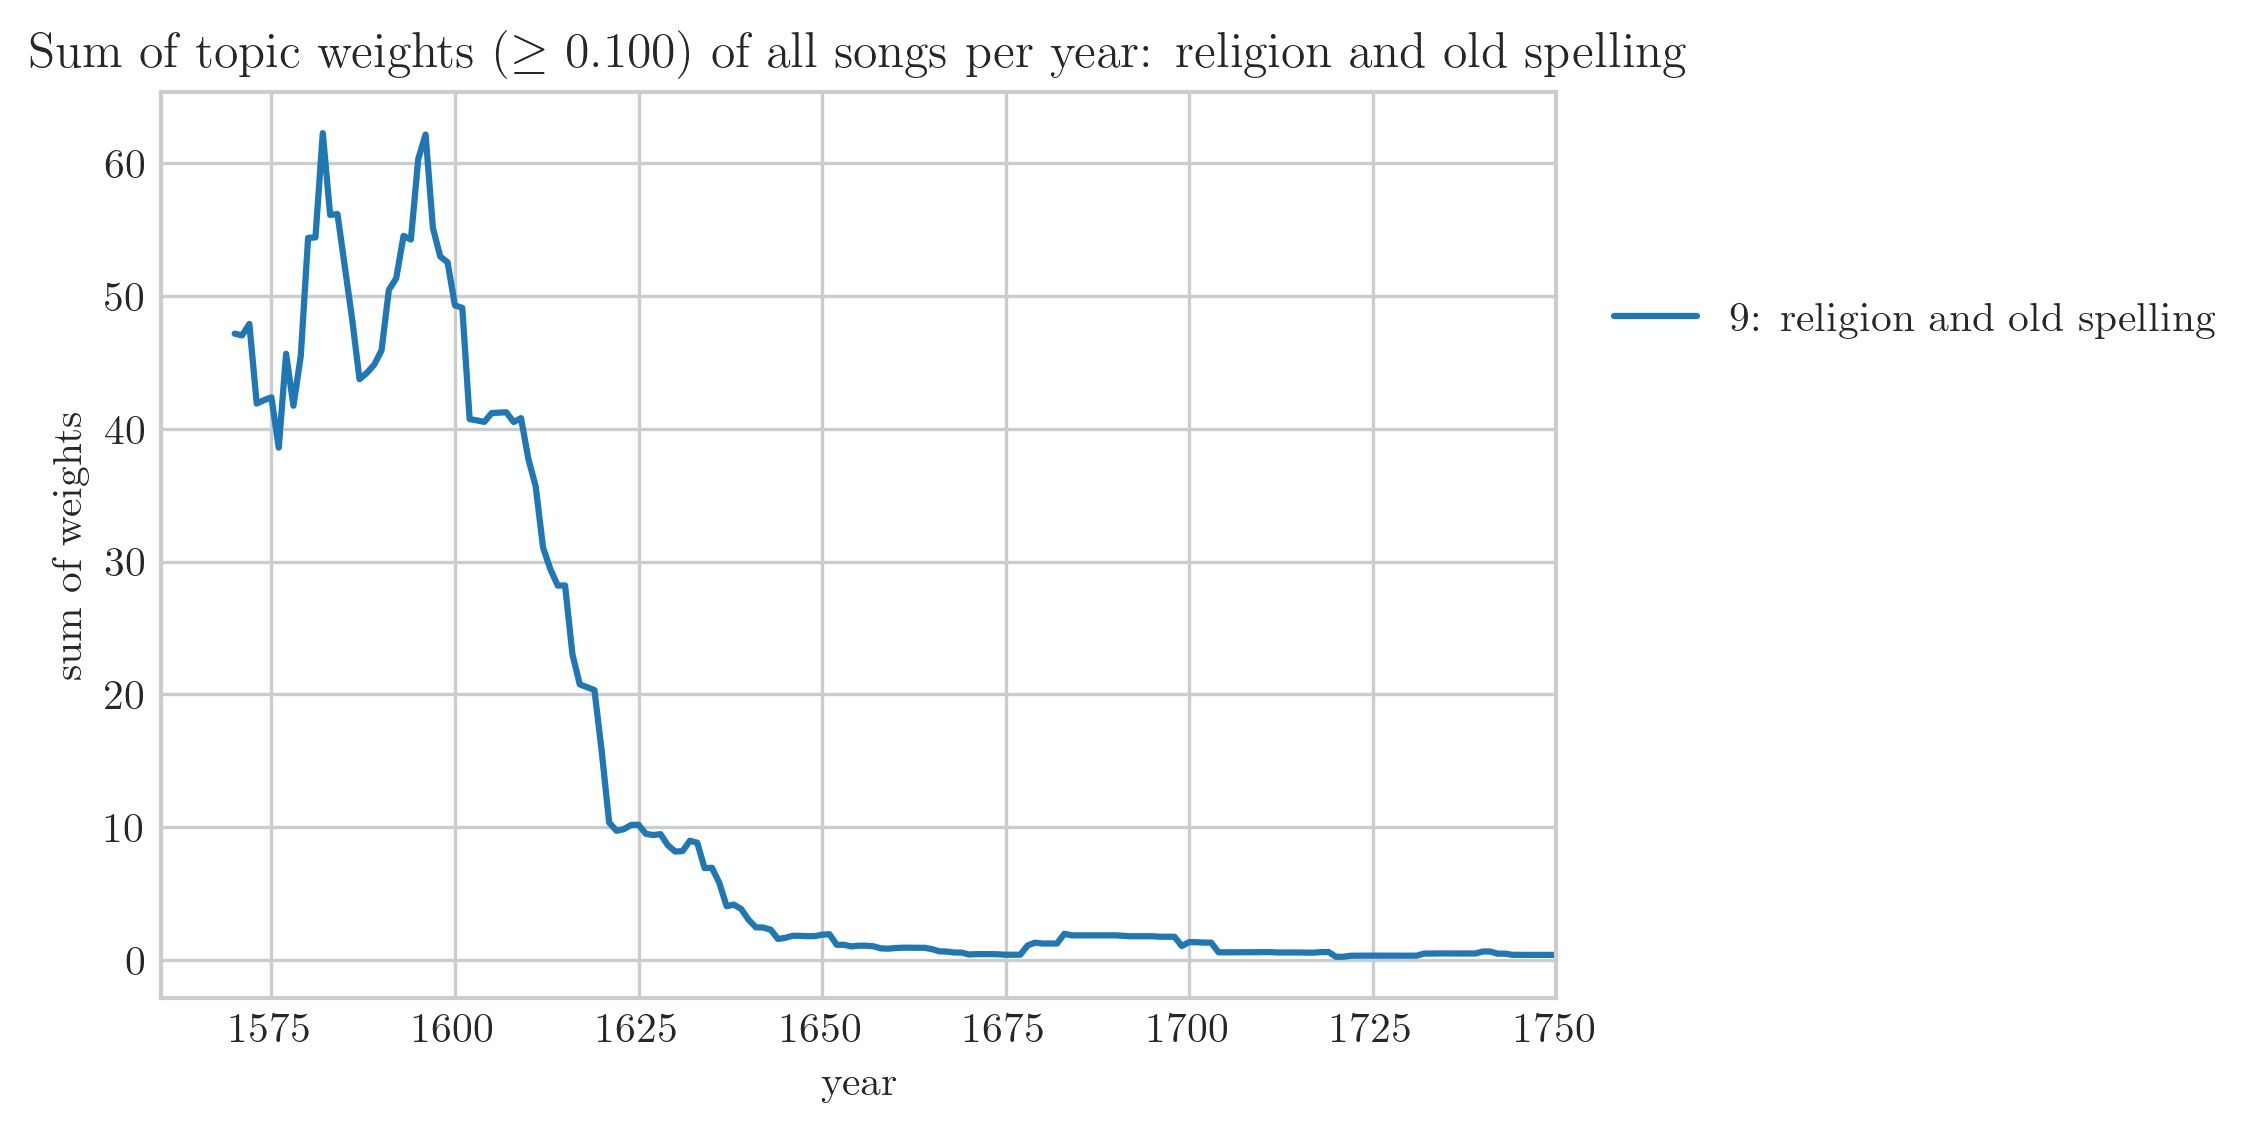 Sum of topic weights (≥ 0.100) of all songs per year: religion and old spelling
60
50
40
30
20
10
0
sum of weights
9: religion and old spelling
1575 1600 1625 1650 1675 1700 1725 1750
year